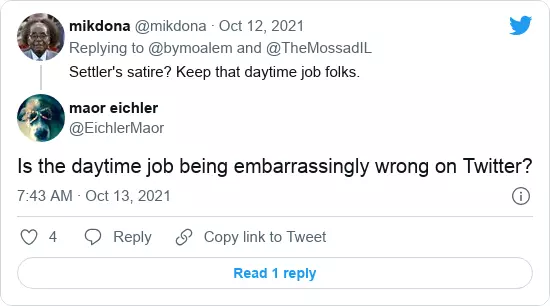 mikdona @mikdona · Oct 12, 2021
Replying to @bymoalem and @TheMossadIL
Settler's satire? Keep that daytime job folks.
maor eichler
@EichlerMaor
Is the daytime job being embarrassingly wrong on Twitter?
7:43 AM · Oct 13, 2021
4 Reply Copy link to Tweet
Read 1 reply